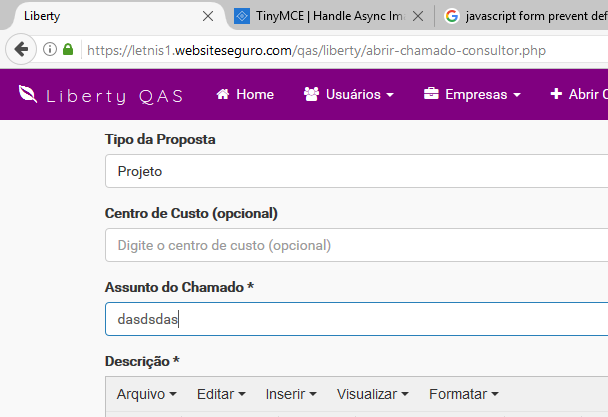 Liberty
TinyMCE | Handle Async Im
javascript form prevent def
https://letnis1.websiteseguro.com/qas/liberty/abrir-chamado-consultor.php
Liberty QAS Home Usuários Empresas Abrir C
Tipo da Proposta
Projeto
Centro de Custo (opcional)
Digite o centro de custo (opcional)
Assunto do Chamado *
dasdsdas
Descrição *
Arquivo Editar Inserir Visualizar Formatar